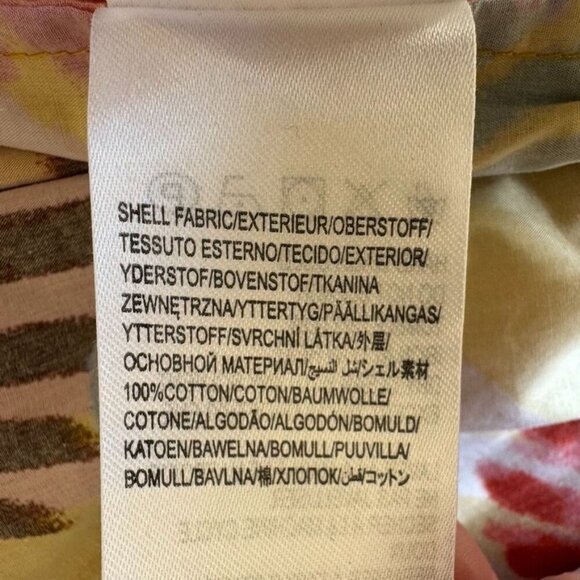 SHELL FABRIC/EXTERIEUR/OBERSTOFF/
TESSUTO ESTERNO/TECIDO/EXTERIOR/
YDERSTOF/BOVENSTOF/TKANINA
ZEWNĘTRZNA/YTTERTYG/PÄÄLLIKANGAS/
YTTERSTOFF/SVRCHNÍ LÁTKA/外层/
ОСНОВНОЙ МАТЕРИАЛ/شل النسيج/シェル素材
100%COTTON/COTON/BAUMWOLLE/
COTONE/ALGODÃO/ALGODÓN/BOMULD/
KATOEN/BAWELNA/BOMULL/PUUVILLA/
BOMULL/BAVLNA/棉/ХЛОПОК/قطن/コットン